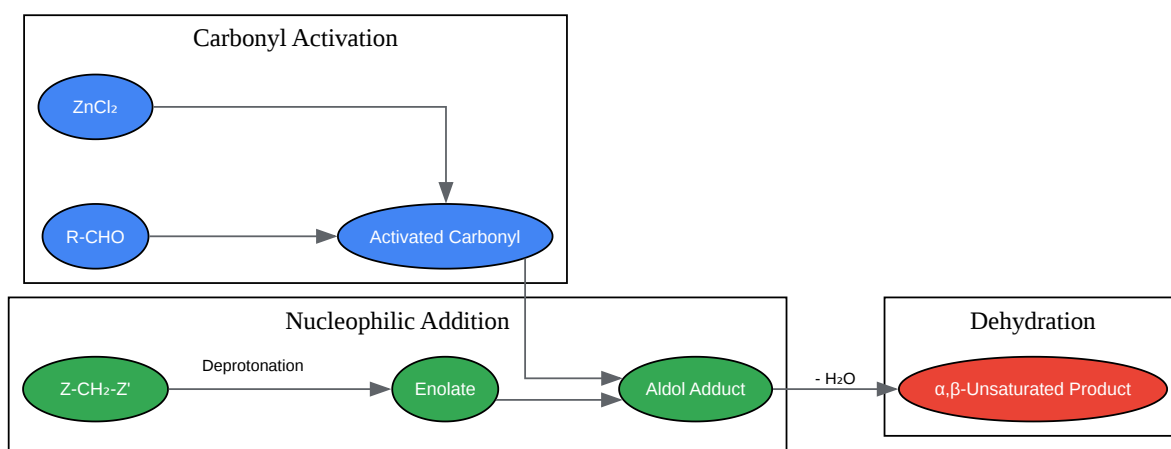 Carbonyl Activation
ZnCl₂
R-CHO
Activated Carbonyl
Nucleophilic Addition
Z-CH₂-Z'
Deprotonation
Enolate
Aldol Adduct
- H₂O
Dehydration
α,β-Unsaturated Product